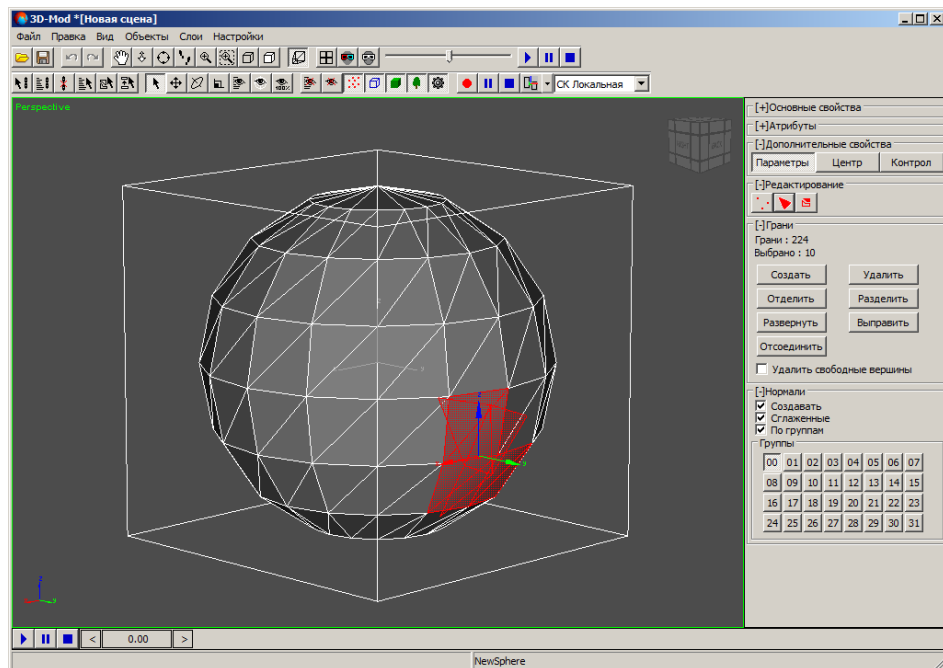 3D-Mod *[Новая сцена]
Файл Правка Вид Объекты Слои Настройки
100%
СК Локальная
Perspective
[+]Основные свойства
[+]Атрибуты
[-]Дополнительные свойства
Параметры Центр Контрол
[-]Редактирование
[-]Грани
Грани : 224
Выбрано : 10
Создать Удалить
Отделить Разделить
Развернуть Выправить
Отсоединить
Удалить свободные вершины
[-]Нормали
Создавать
Сглаженные
По группам
Группы
00 01 02 03 04 05 06 07
08 09 10 11 12 13 14 15
16 17 18 19 20 21 22 23
24 25 26 27 28 29 30 31
z
y
z
y
< 0.00 >
NewSphere